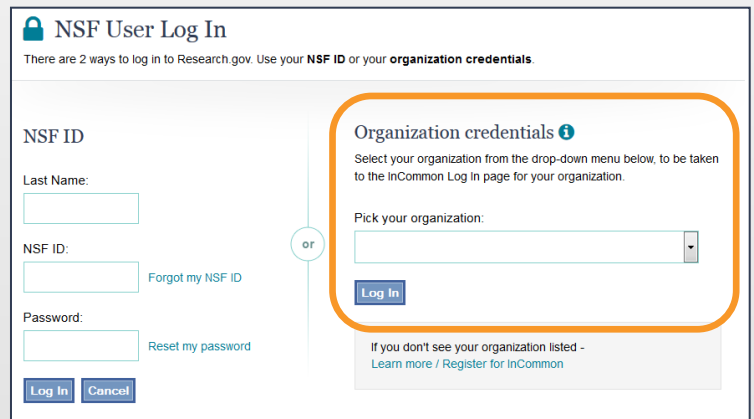 NSF User Log In
There are 2 ways to log in to Research.gov. Use your NSF ID or your organization credentials.
NSF ID
Last Name:
NSF ID:
Forgot my NSF ID
Password:
Reset my password
Log In Cancel
or
Organization credentials
Select your organization from the drop-down menu below, to be taken
to the InCommon Log In page for your organization.
Pick your organization:
Log In
If you don't see your organization listed -
Learn more / Register for InCommon